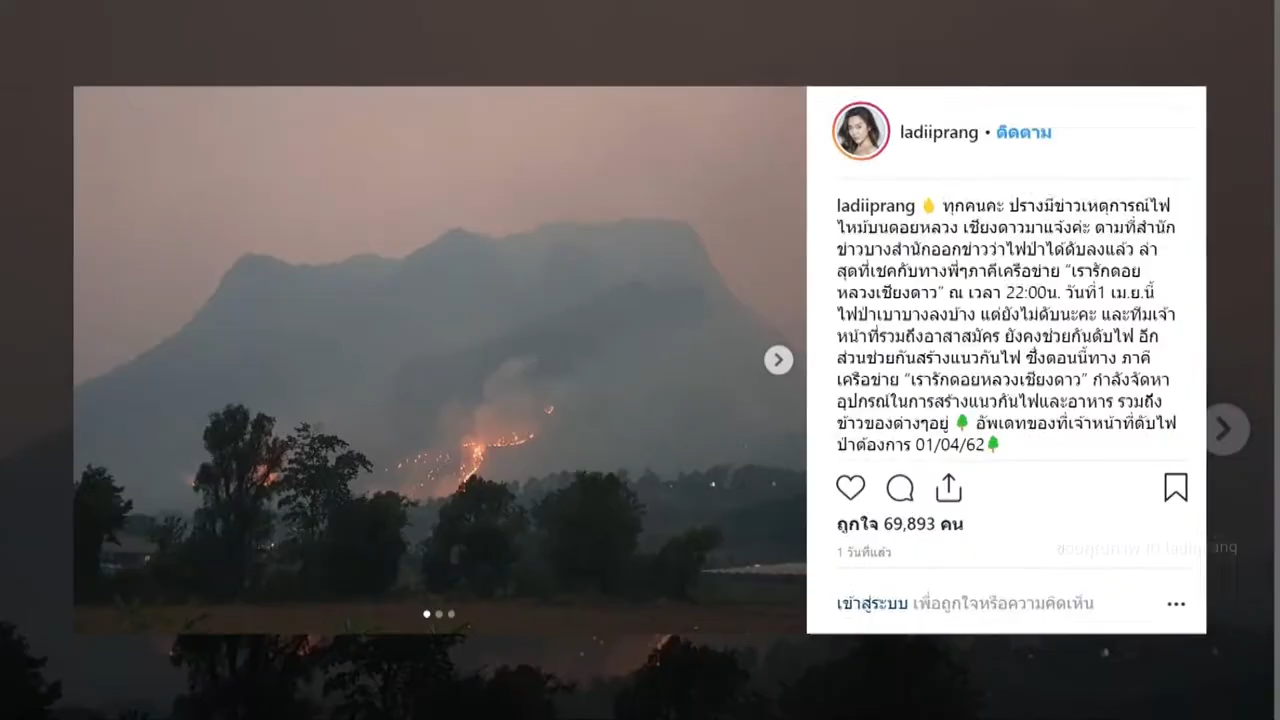 ladiiprang • ติดตาม
ladiiprang ทุกคนคะ ปรางมีข่าวเหตุการณ์ไฟ
ไหม้บนดอยหลวง เชียงดาวมาแจ้งค่ะ ตามที่สำนัก
ข่าวบางสำนักออกข่าวว่าไฟป่าได้ดับลงแล้ว ล่า
สุดที่เชคกับทางพี่ๆภาคีเครือข่าย “เรารักดอย
หลวงเชียงดาว” ณ เวลา 22:00น. วันที่1 เม.ย.นี้
ไฟป่าเบาบางลงบ้าง แต่ยังไม่ดับนะคะ และทีมเจ้า
หน้าที่รวมถึงอาสาสมัคร ยังคงช่วยกันดับไฟ อีก
ส่วนช่วยกันสร้างแนวกันไฟ ซึ่งตอนนี้ทาง ภาคี
เครือข่าย “เรารักดอยหลวงเชียงดาว” กำลังจัดหา
อุปกรณ์ในการสร้างแนวกันไฟและอาหาร รวมถึง
ข้าวของต่างๆอยู่ 🌳 อัพเดทของที่เจ้าหน้าที่ดับไฟ
ป่าต้องการ 01/04/62🌳
ถูกใจ 69,893 คน
1 วันที่แล้ว
ขอบคุณภาพ IG ladiiprang
เข้าสู่ระบบ เพื่อถูกใจหรือความคิดเห็น